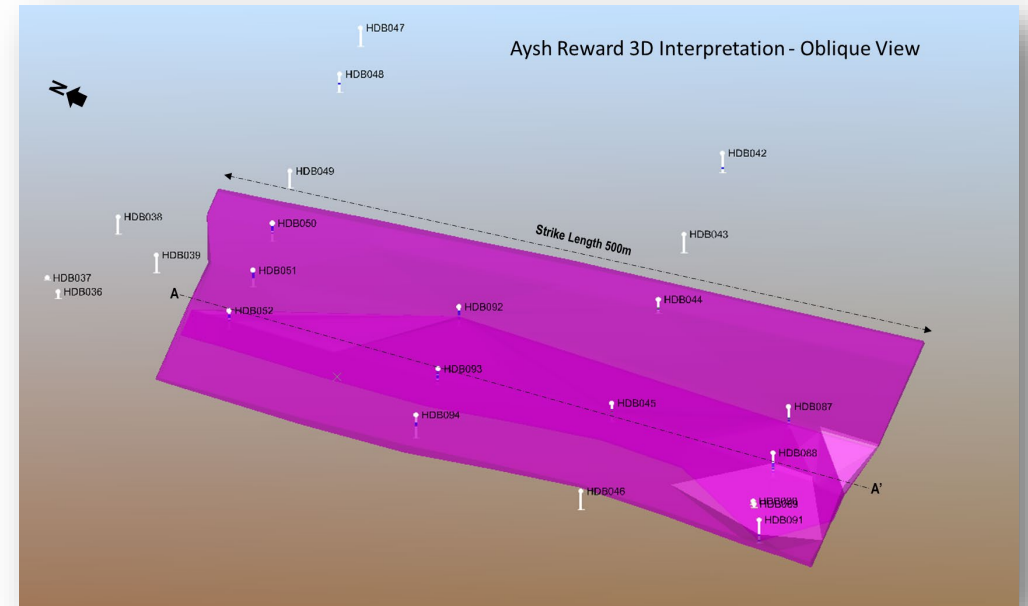 HDB047
Aysh Reward 3D Interpretation - Oblique View
HDB048
N
HDB042
HDB049
HDB038
HDB050
HDB043
Strike Length 500m
HDB039
HDB051
HDB037
HDB036
A
HDB044
HDB052
HDB092
HDB093
HDB045
HDB087
HDB094
HDB088
A'
HDB046
HDB091